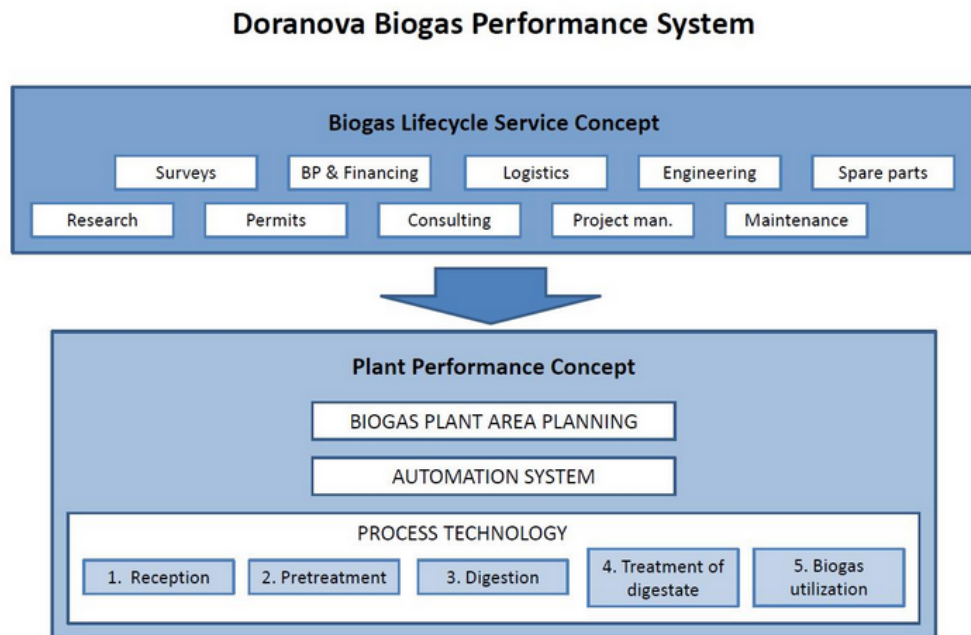 Doranova Biogas Performance System
Biogas Lifecycle Service Concept
Surveys
BP & Financing
Logistics
Engineering
Spare parts
Research
Permits
Consulting
Project man.
Maintenance
Plant Performance Concept
BIOGAS PLANT AREA PLANNING
AUTOMATION SYSTEM
PROCESS TECHNOLOGY
1. Reception
2. Pretreatment
3. Digestion
4. Treatment of
digestate
5. Biogas
utilization